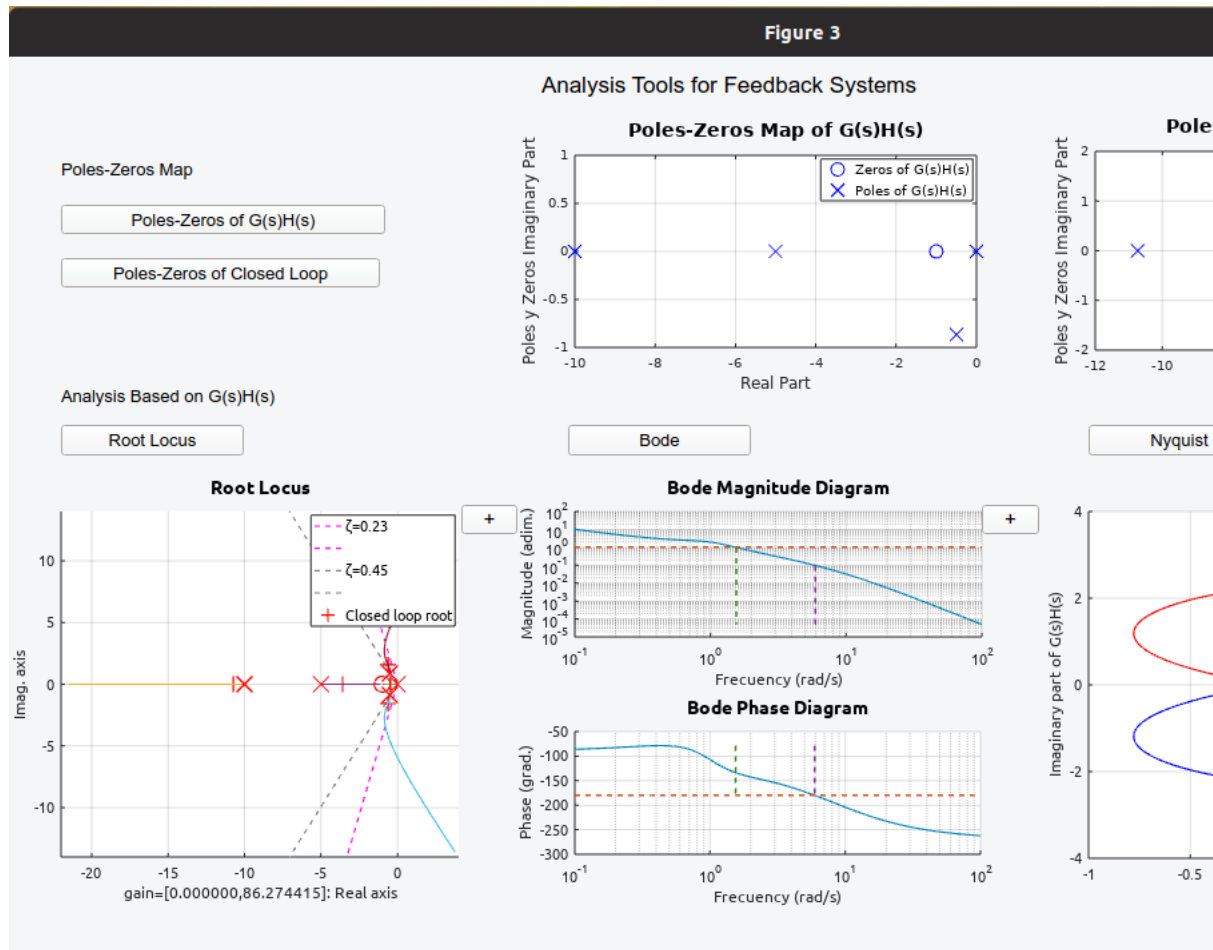 Figure 3
Analysis Tools for Feedback Systems
Poles-Zeros Map
Poles-Zeros of G(s)H(s)
Poles-Zeros of Closed Loop
Poles-Zeros Map of G(s)H(s)
Poles y Zeros Imaginary Part
1
0.5
0
-0.5
-1
Zeros of G(s)H(s)
Poles of G(s)H(s)
-10 -8 -6 -4 -2 0
Real Part
Pole
Poles y Zeros Imaginary Part
2
1
0
-1
-2
-12 -10
Analysis Based on G(s)H(s)
Root Locus
Bode
Nyquist
Root Locus
Imag. axis
10
5
0
-5
-10
ζ=0.23
ζ=0.45
Closed loop root
-20 -15 -10 -5 0
gain=[0.000000,86.274415]: Real axis
+
Bode Magnitude Diagram
Magnitude (adim.)
10^2
10^1
10^0
10^-1
10^-2
10^-3
10^-4
10^-5
10^-1 10^0 10^1 10^2
Frecuency (rad/s)
+
Bode Phase Diagram
Phase (grad.)
-50
-100
-150
-200
-250
-300
10^-1 10^0 10^1 10^2
Frecuency (rad/s)
Imaginary part of G(s)H(s)
4
2
0
-2
-4
-1 -0.5